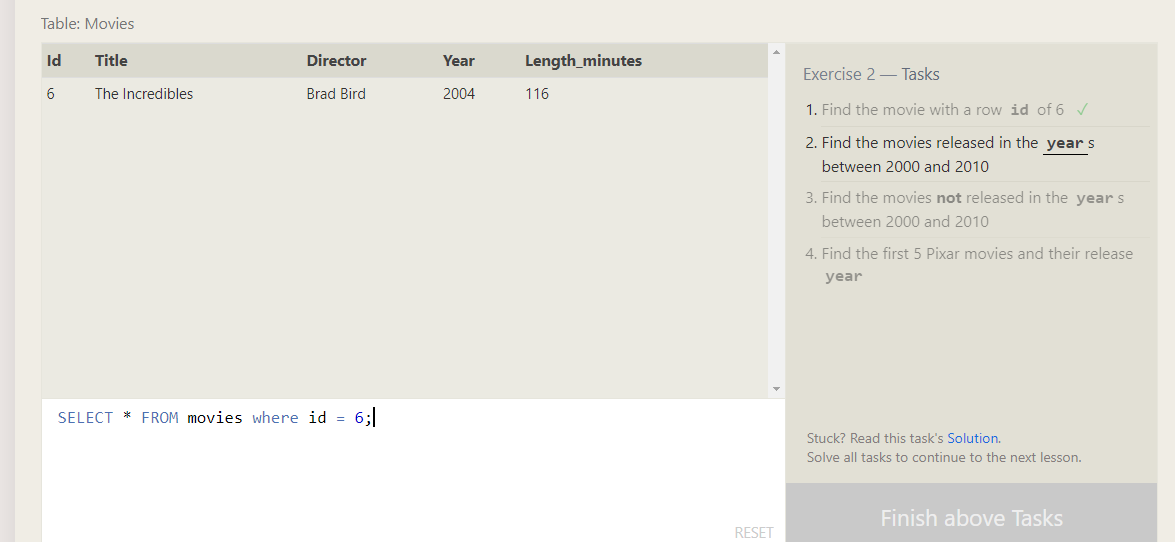 Table: Movies
Id Title Director Year Length_minutes
6 The Incredibles Brad Bird 2004 116
SELECT * FROM movies where id = 6;
RESET
Exercise 2 — Tasks
1. Find the movie with a row id of 6 ✓
2. Find the movies released in the year s
between 2000 and 2010
3. Find the movies not released in the year s
between 2000 and 2010
4. Find the first 5 Pixar movies and their release
year
Stuck? Read this task's Solution.
Solve all tasks to continue to the next lesson.
Finish above Tasks